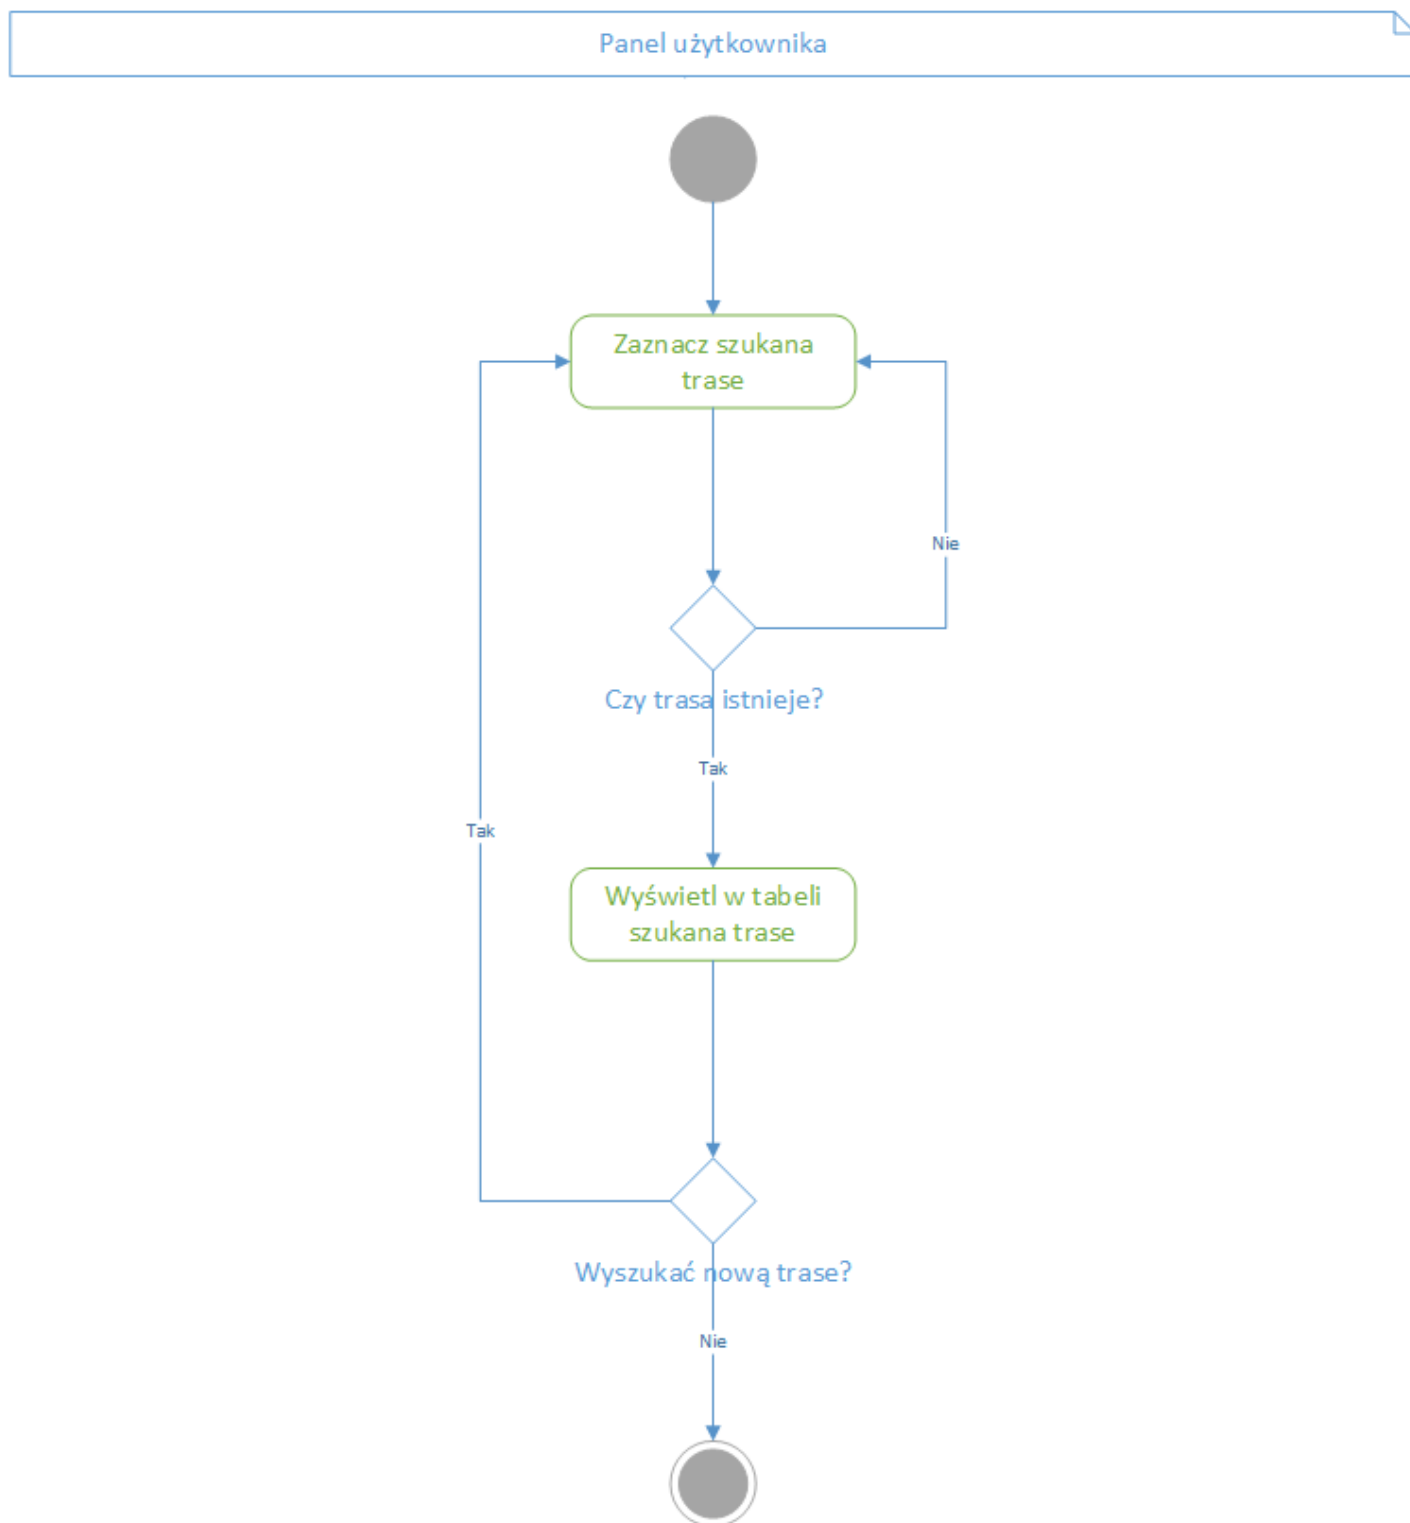 Panel użytkownika
Zaznacz szukana
trase
Nie
Czy trasa istnieje?
Tak
Tak
Wyświetl w tabeli
szukana trase
Wyszukać nową trase?
Nie